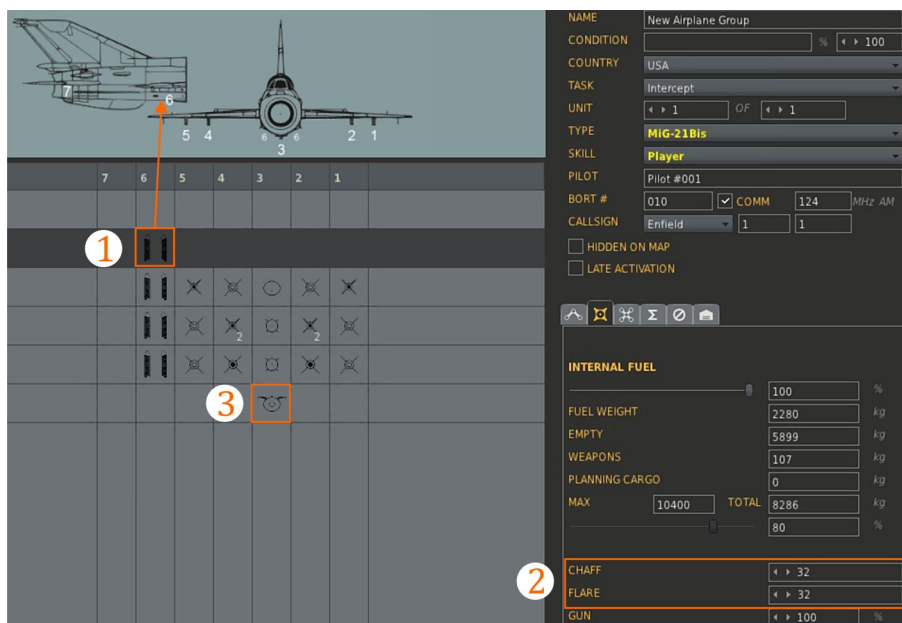 7
6
5 4 6 6 2 1
3
7 6 5 4 3 2 1
1
2 2
3
NAME New Airplane Group
CONDITION % 100
COUNTRY USA
TASK Intercept
UNIT 1 OF 1
TYPE MiG-21Bis
SKILL Player
PILOT Pilot #001
BORT # 010 COMM 124 MHz AM
CALLSIGN Enfield 1 1
HIDDEN ON MAP
LATE ACTIVATION
Σ
INTERNAL FUEL
100 %
FUEL WEIGHT 2280 kg
EMPTY 5899 kg
WEAPONS 107 kg
PLANNING CARGO 0 kg
MAX 10400 TOTAL 8286 kg
80 %
2
CHAFF 32
FLARE 32
GUN 100 %